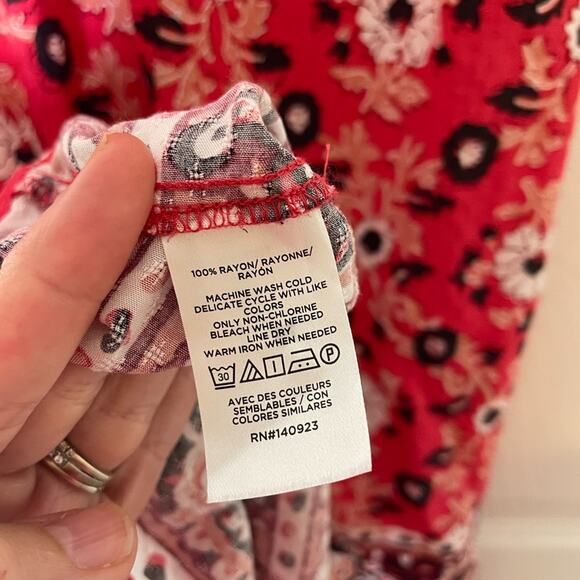 100% RAYON/ RAYONNE/
RAYÓN
MACHINE WASH COLD
DELICATE CYCLE WITH LIKE
COLORS
ONLY NON-CHLORINE
BLEACH WHEN NEEDED
LINE DRY
WARM IRON WHEN NEEDED
30 P
AVEC DES COULEURS
SEMBLABLES / CON
COLORES SIMILARES
RN#140923